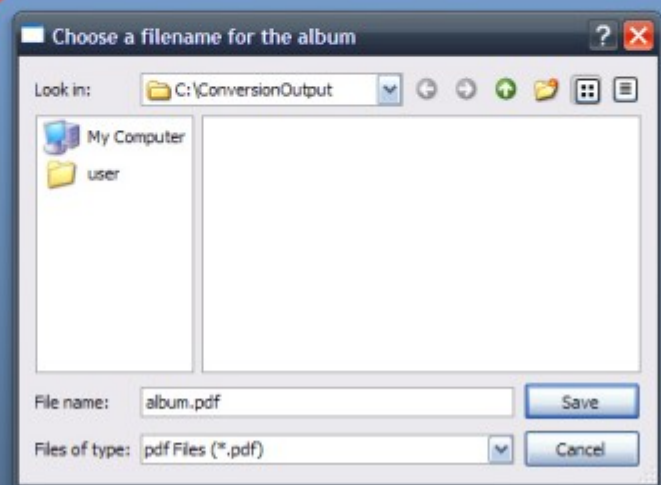 Choose a filename for the album
Look in: C:\ConversionOutput
My Computer
user
File name: album.pdf Save
Files of type: pdf Files (*.pdf) Cancel